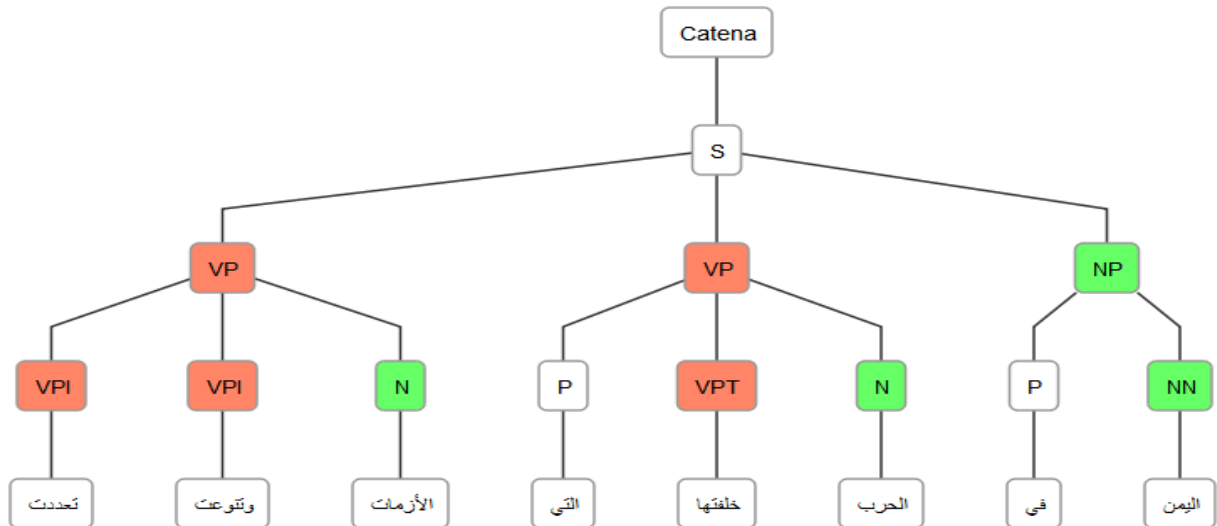 Catena
S
VP VP NP
VPI VPI N P VPT N P NN
تعددت وتنوعت الأزمات التي خلفتها الحرب في اليمن